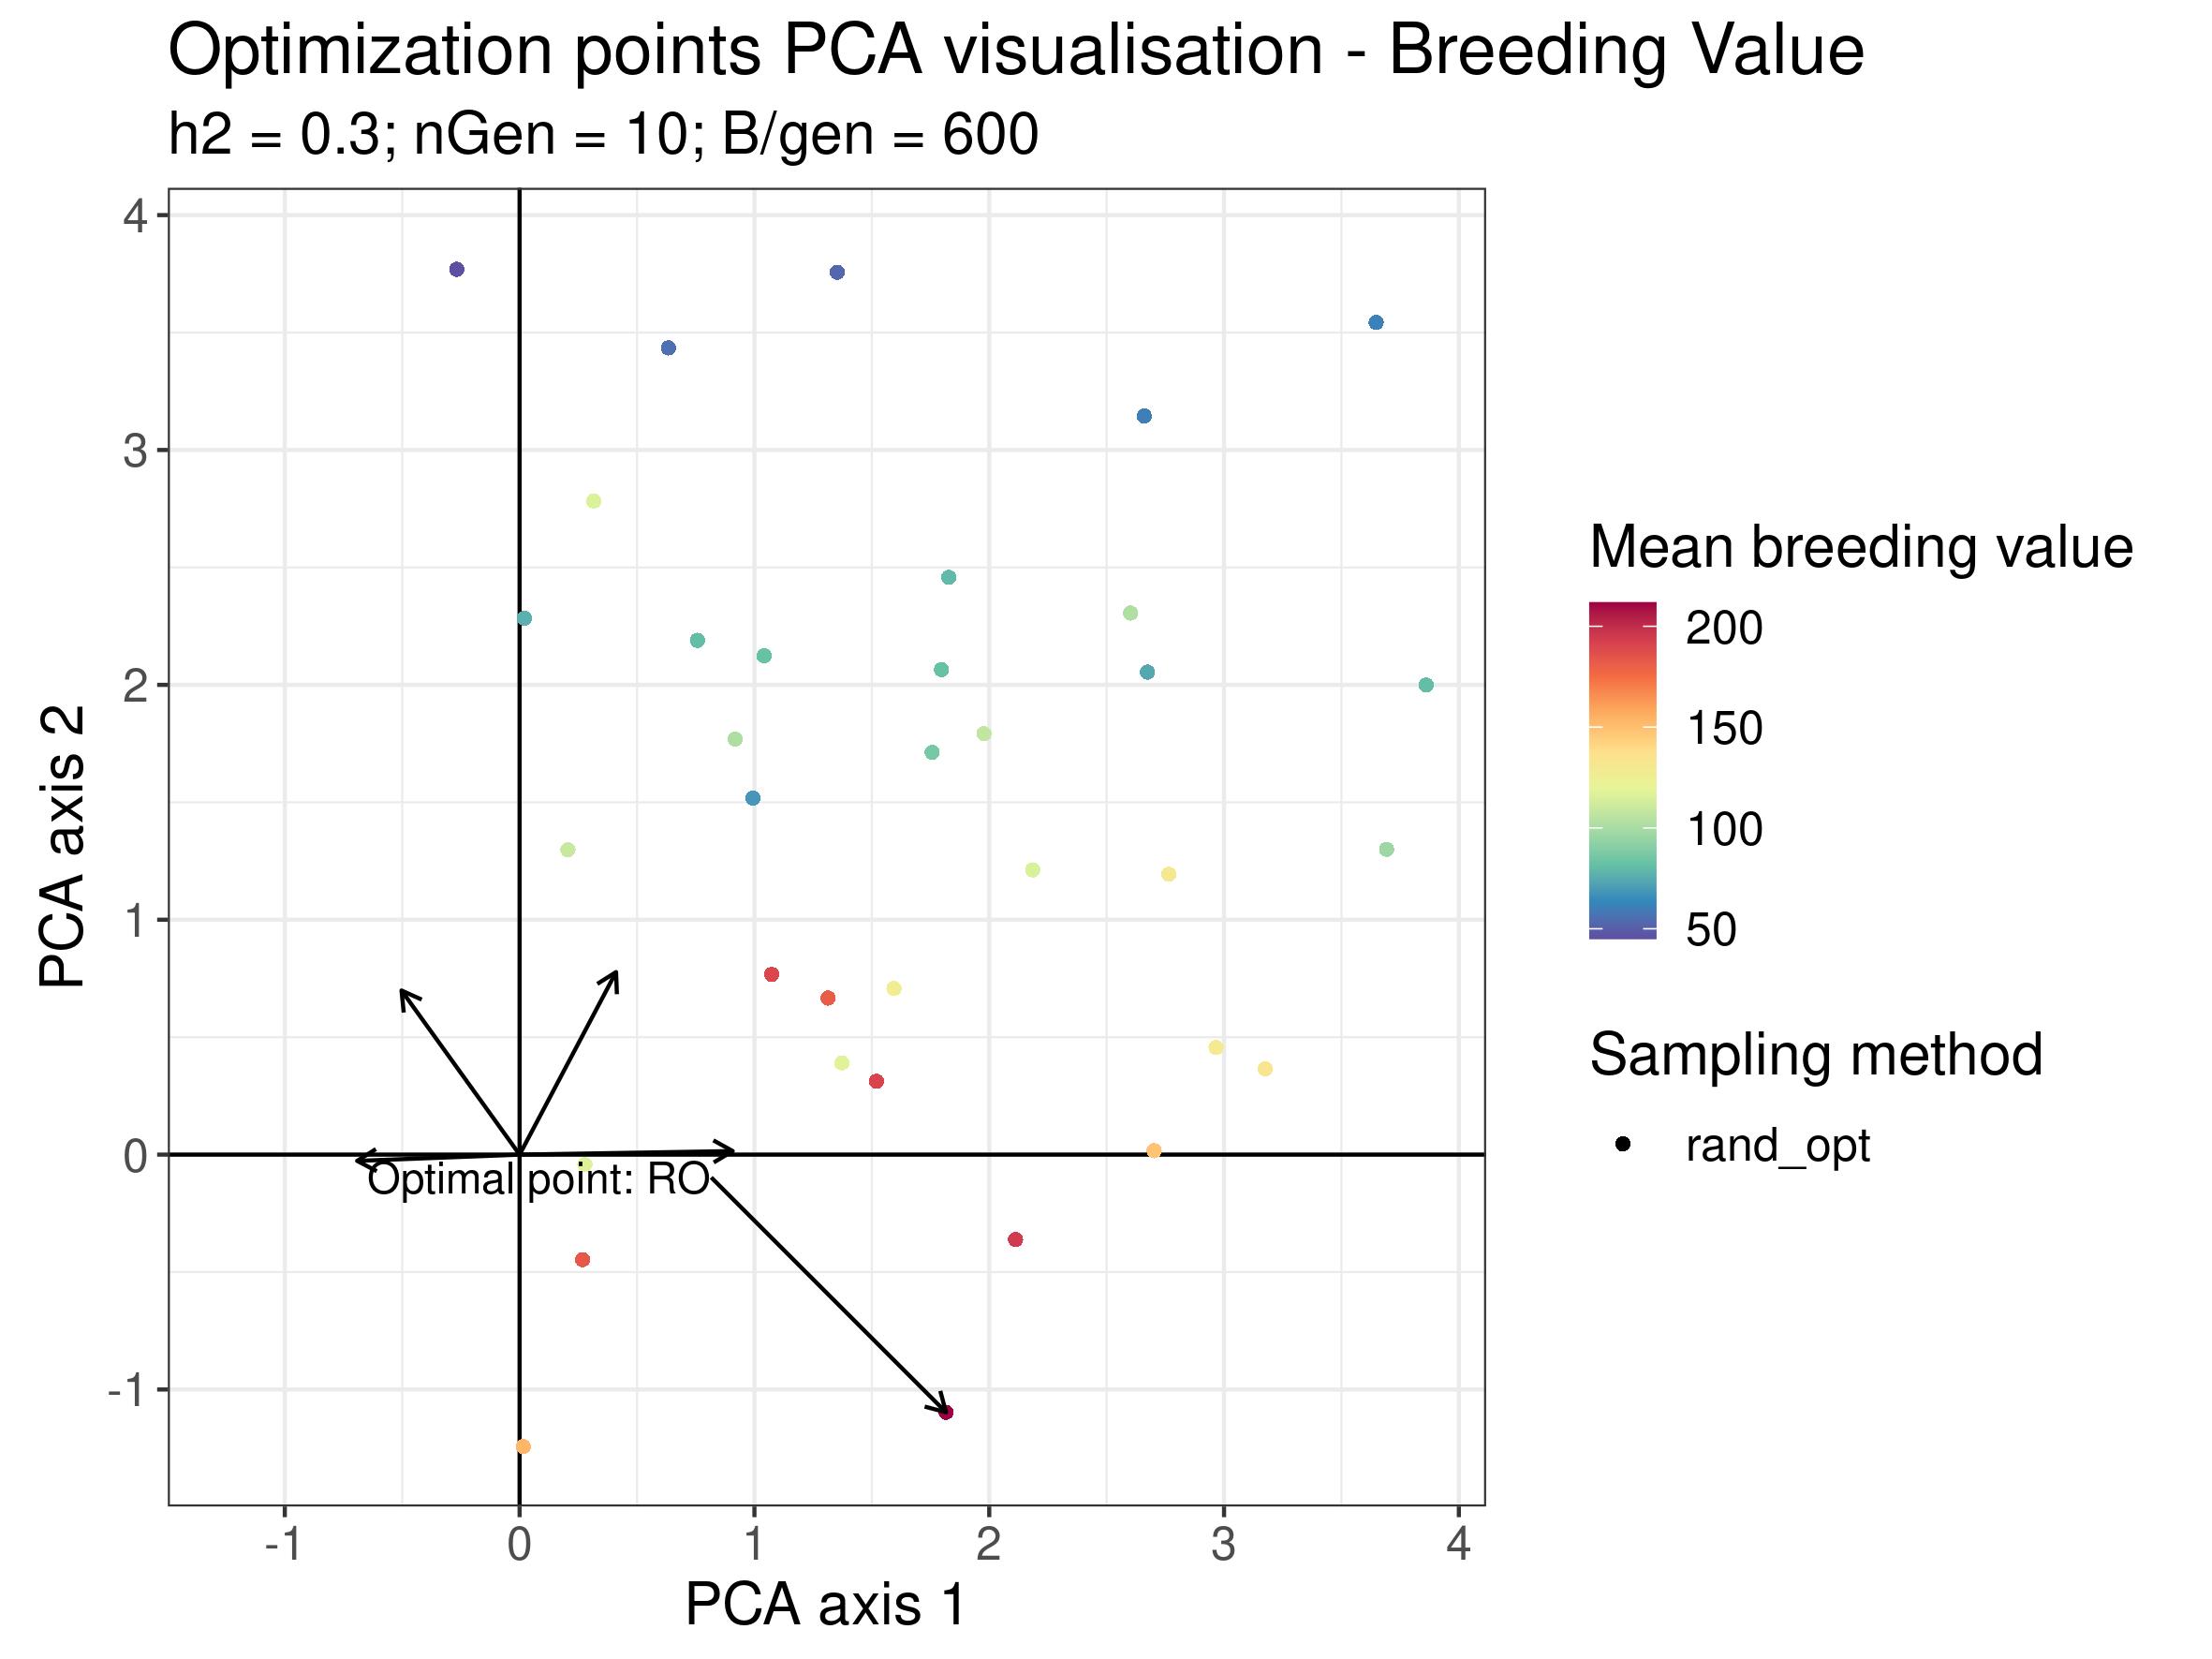 Optimization points PCA visualisation - Breeding Value
h2 = 0.3; nGen = 10; B/gen = 600
4
3
2
1
0
-1
PCA axis 2
Optimal point: RO
-1
0
1
2
3
4
PCA axis 1
Mean breeding value
200
150
100
50
Sampling method
rand_opt